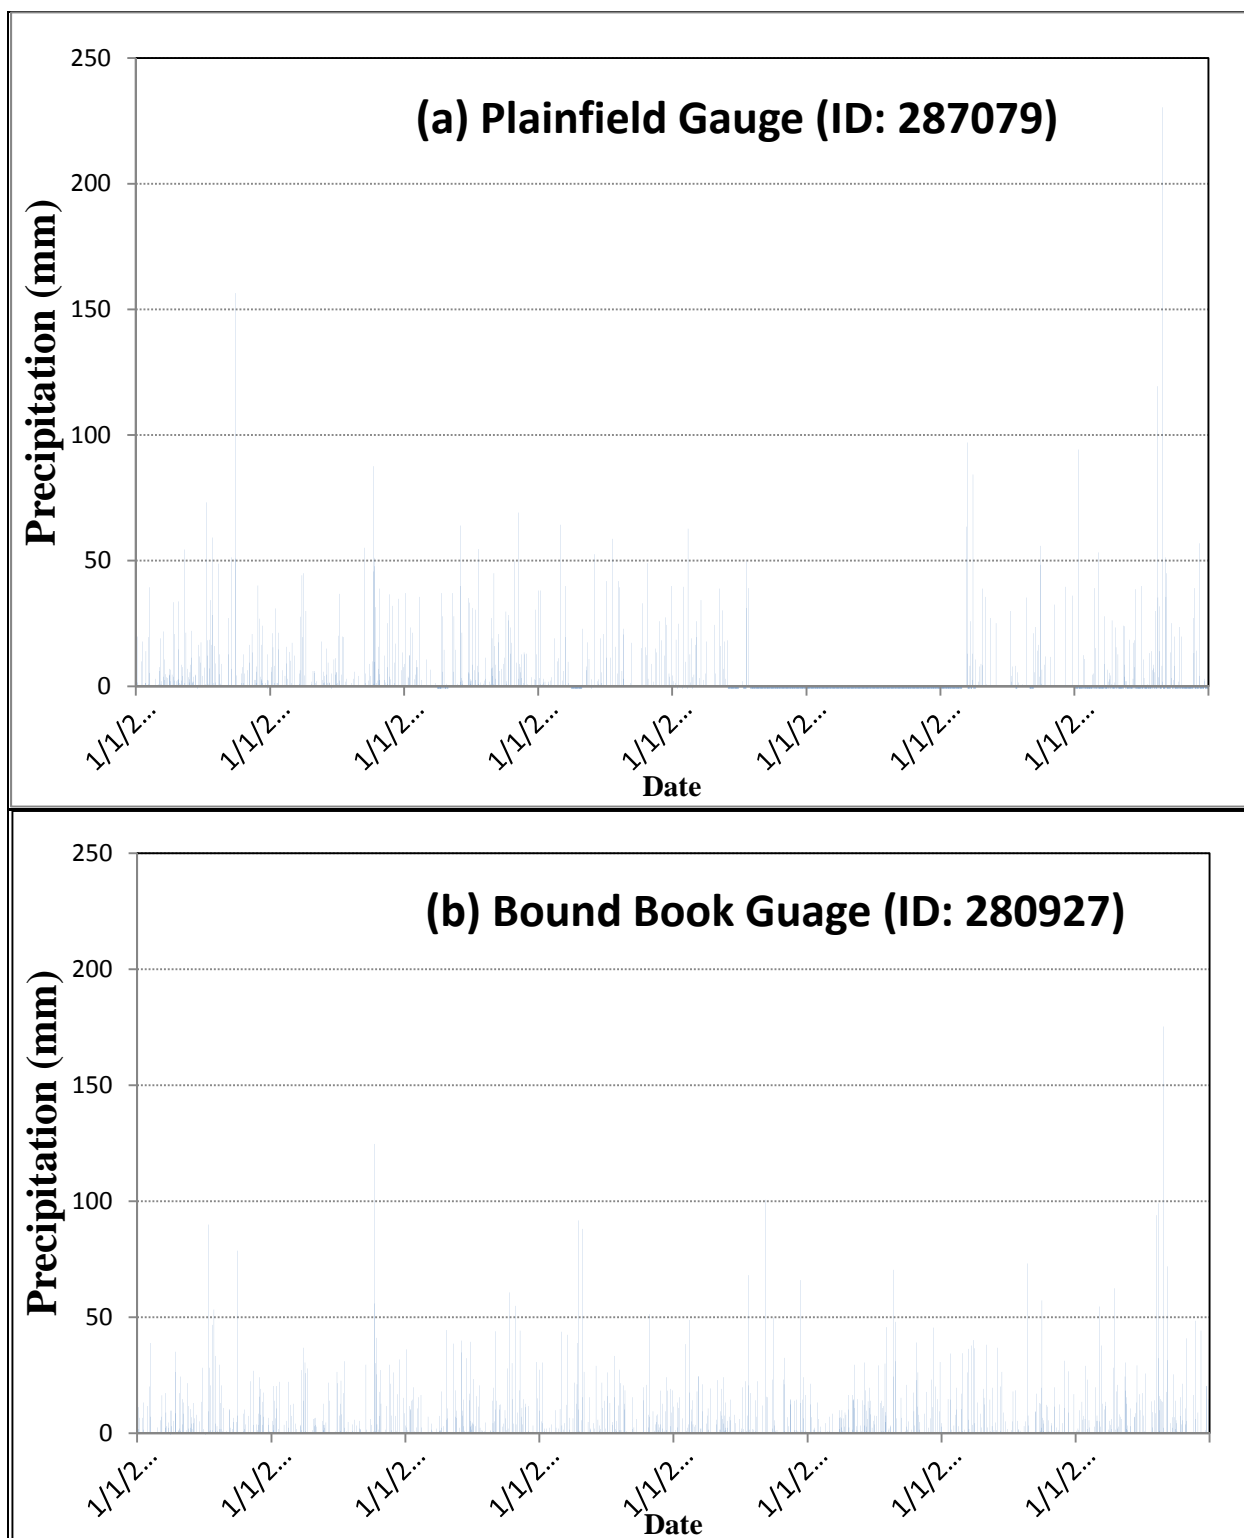 250
(a) Plainfield Gauge (ID: 287079)
200
150
100
50
0
Precipitation (mm)
1/1/2... 1/1/2... 1/1/2... 1/1/2... 1/1/2... 1/1/2... 1/1/2... 1/1/2...
Date
250
(b) Bound Book Guage (ID: 280927)
200
150
100
50
0
Precipitation (mm)
1/1/2... 1/1/2... 1/1/2... 1/1/2... 1/1/2... 1/1/2... 1/1/2... 1/1/2...
Date